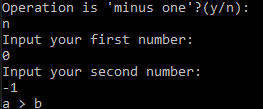 Operation is 'minus one'?(y/n):
n
Input your first number:
0
Input your second number:
-1
a > b